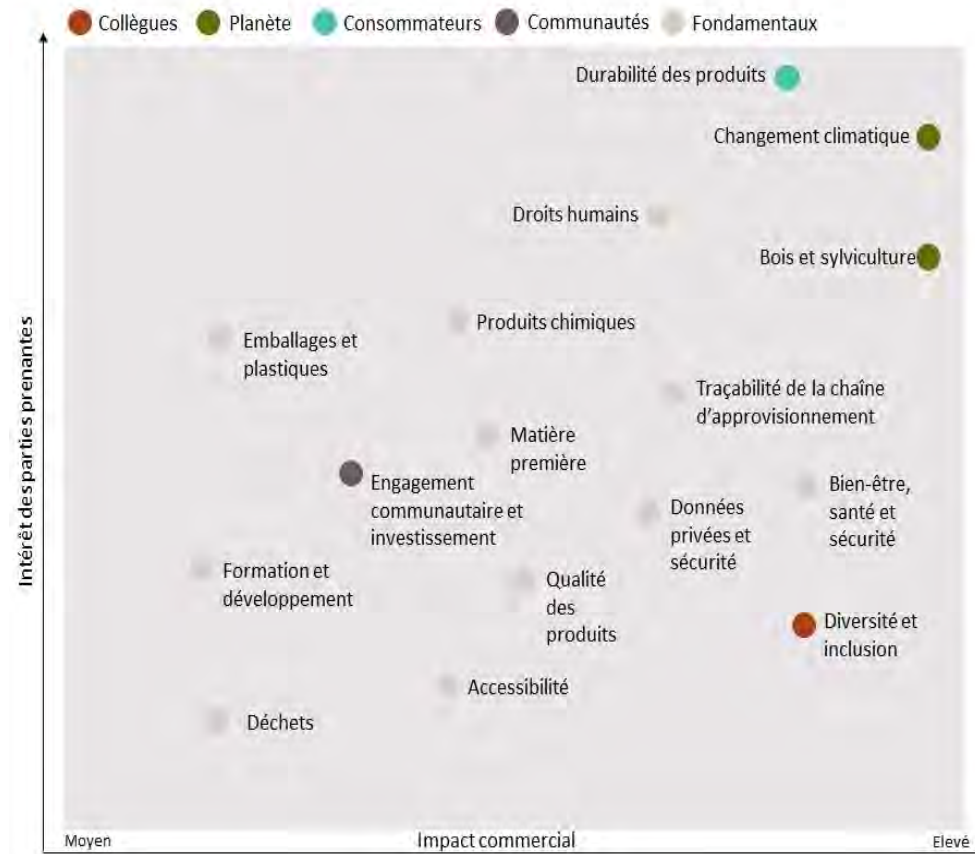 Collègues
Planète
Consommateurs
Communautés
Fondamentaux
Durabilité des produits
Changement climatique
Droits humains
Bois et sylviculture
Produits chimiques
Emballages et
plastiques
Traçabilité de la chaîne
d'approvisionnement
Matière
première
Engagement
communautaire et
investissement
Bien-être,
santé et
sécurité
Données
privées et
sécurité
Formation et
développement
Qualité
des
produits
Diversité et
inclusion
Accessibilité
Déchets
Intérêt des parties prenantes
Moyen
Impact commercial
Elevé